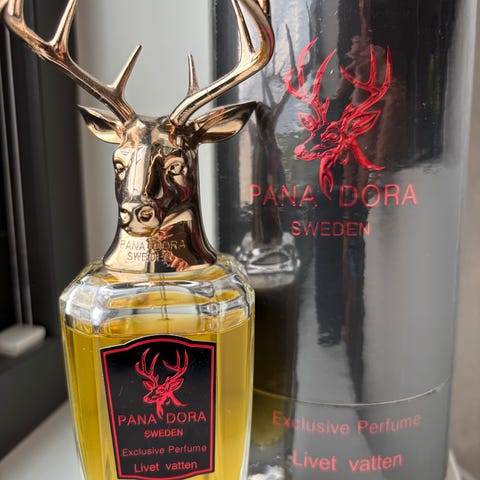 PANA DORA
SWEDEN
PANA DORA
SWEDEN
Exclusive Perfume
Livet vatten
PANA DORA
SWEDEN
Exclusive Perfume
Livet vatten